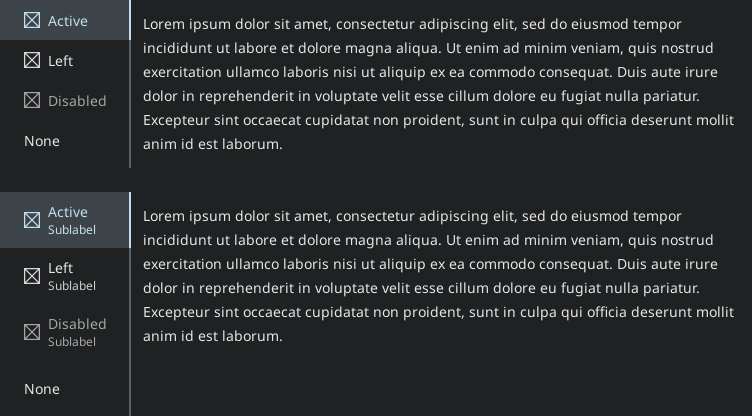 Active
Left
Disabled
None
Lorem ipsum dolor sit amet, consectetur adipiscing elit, sed do eiusmod tempor
incididunt ut labore et dolore magna aliqua. Ut enim ad minim veniam, quis nostrud
exercitation ullamco laboris nisi ut aliquip ex ea commodo consequat. Duis aute irure
dolor in reprehenderit in voluptate velit esse cillum dolore eu fugiat nulla pariatur.
Excepteur sint occaecat cupidatat non proident, sunt in culpa qui officia deserunt mollit
anim id est laborum.
Active
Sublabel
Left
Sublabel
Disabled
Sublabel
None
Lorem ipsum dolor sit amet, consectetur adipiscing elit, sed do eiusmod tempor
incididunt ut labore et dolore magna aliqua. Ut enim ad minim veniam, quis nostrud
exercitation ullamco laboris nisi ut aliquip ex ea commodo consequat. Duis aute irure
dolor in reprehenderit in voluptate velit esse cillum dolore eu fugiat nulla pariatur.
Excepteur sint occaecat cupidatat non proident, sunt in culpa qui officia deserunt mollit
anim id est laborum.